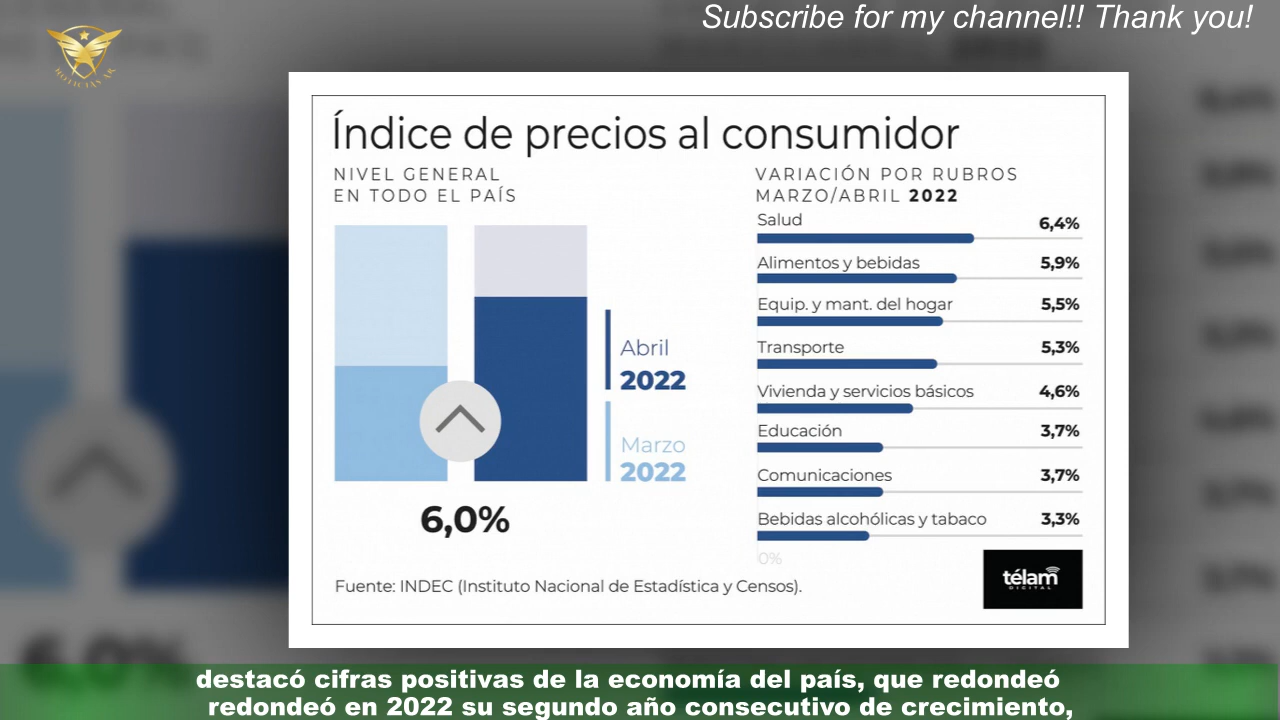 Subscribe for my channel!! Thank you!
NOTICIAS AR
Índice de precios al consumidor
NIVEL GENERAL
EN TODO EL PAÍS
Abril
2022
Marzo
2022
6,0%
VARIACIÓN POR RUBROS
MARZO/ABRIL 2022
Salud 6,4%
Alimentos y bebidas 5,9%
Equip. y mant. del hogar 5,5%
Transporte 5,3%
Vivienda y servicios básicos 4,6%
Educación 3,7%
Comunicaciones 3,7%
Bebidas alcohólicas y tabaco 3,3%
0%
Fuente: INDEC (Instituto Nacional de Estadística y Censos).
télam
DIGITAL
destacó cifras positivas de la economía del país, que redondeó
redondeó en 2022 su segundo año consecutivo de crecimiento,